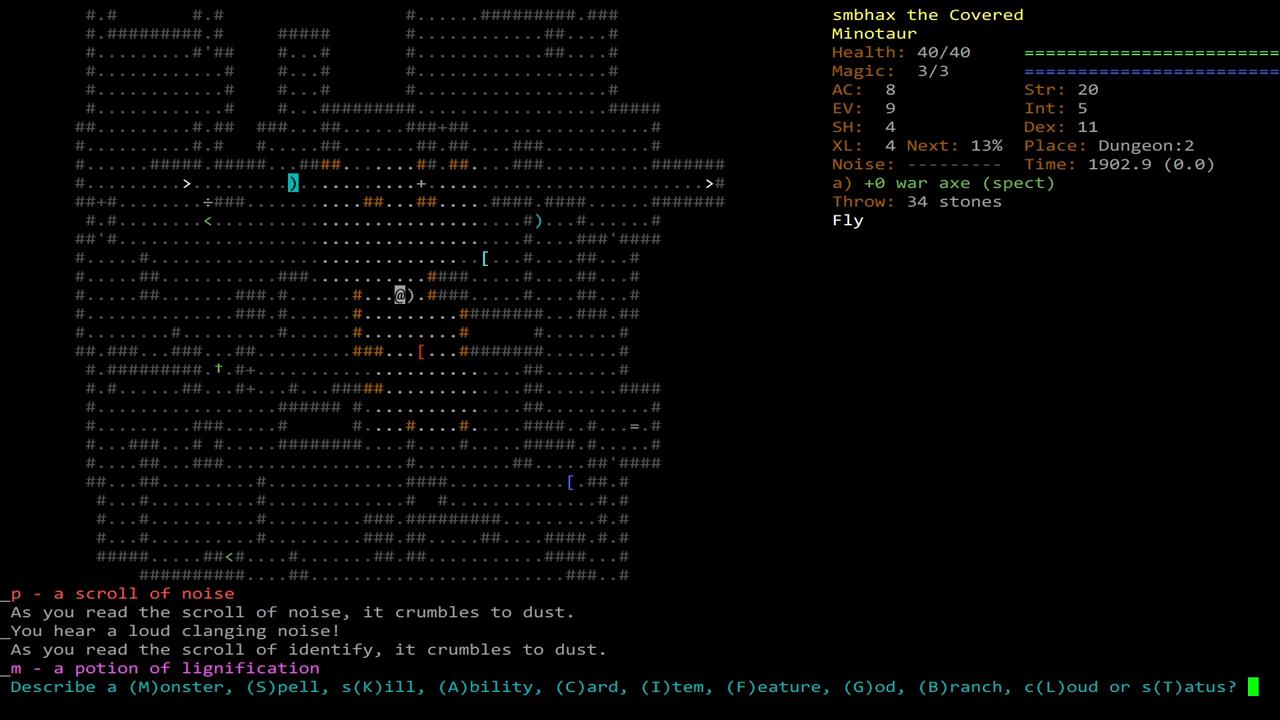 smbhax the Covered
Minotaur
Health: 40/40 ========================
Magic: 3/3 ========================
AC: 8 Str: 20
EV: 9 Int: 5
SH: 4 Dex: 11
XL: 4 Next: 13% Place: Dungeon:2
Noise: --------- Time: 1902.9 (0.0)
a) +0 war axe (spect)
Throw: 34 stones
Fly
_p - a scroll of noise
As you read the scroll of noise, it crumbles to dust.
_You hear a loud clanging noise!
As you read the scroll of identify, it crumbles to dust.
_m - a potion of lignification
Describe a (M)onster, (S)pell, s(K)ill, (A)bility, (C)ard, (I)tem, (F)eature, (G)od, (B)ranch, c(L)oud or s(T)atus?